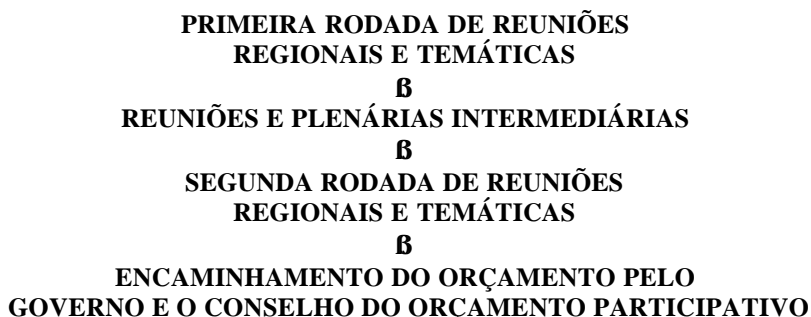 PRIMEIRA RODADA DE REUNIÕES
REGIONAIS E TEMÁTICAS
ß
REUNIÕES E PLENÁRIAS INTERMEDIÁRIAS
ß
SEGUNDA RODADA DE REUNIÕES
REGIONAIS E TEMÁTICAS
ß
ENCAMINHAMENTO DO ORÇAMENTO PELO
GOVERNO E O CONSELHO DO ORCAMENTO PARTICIPATIVO